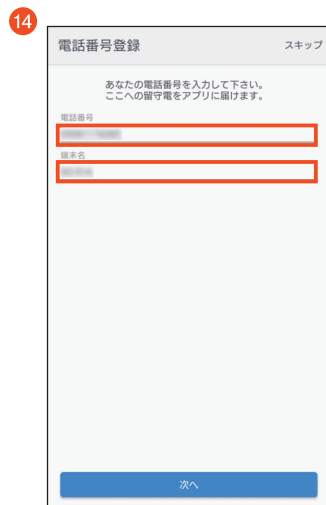 14
電話番号登録 スキップ
あなたの電話番号を入力して下さい。
ここへの留守電をアプリに届けます。
電話番号
端末名
次へ